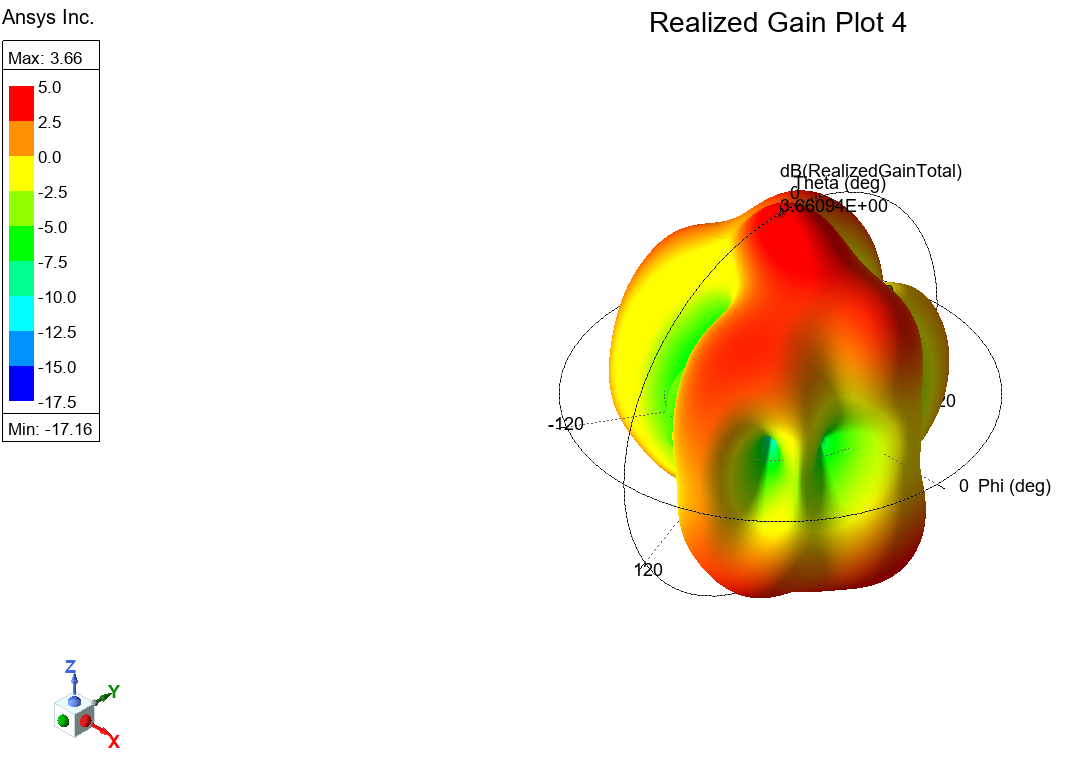 Ansys Inc.
Realized Gain Plot 4
Max: 3.66
5.0
2.5
0.0
-2.5
-5.0
-7.5
-10.0
-12.5
-15.0
-17.5
Min: -17.16
dB(RealizedGainTotal)
Theta (deg)
0
3.66094E+00
-120
0 Phi (deg)
120
Z
Y
X